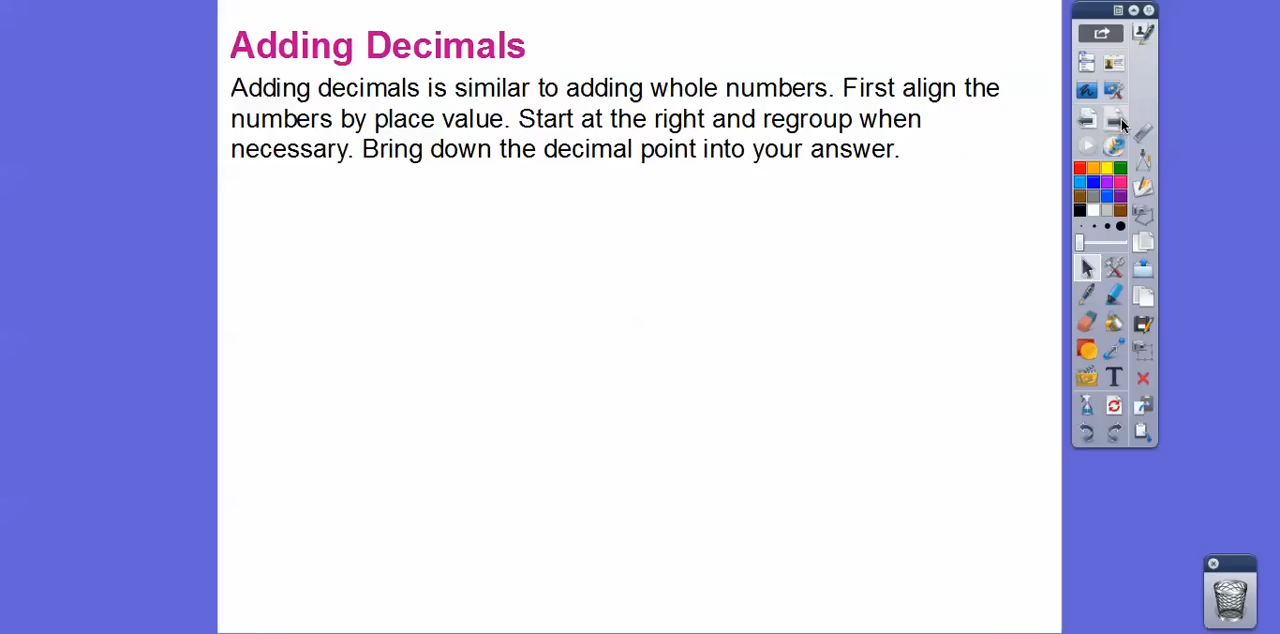 Adding Decimals
Adding decimals is similar to adding whole numbers. First align the
numbers by place value. Start at the right and regroup when
necessary. Bring down the decimal point into your answer.
T